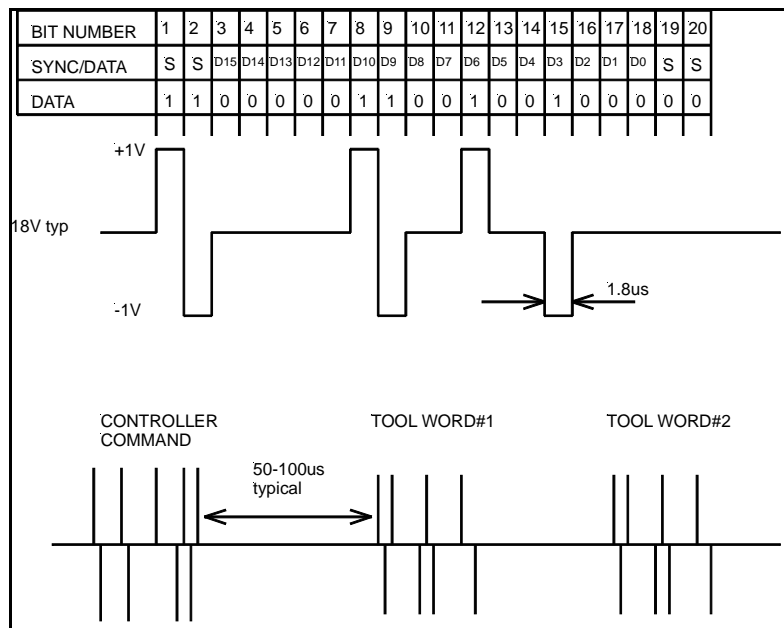 BIT NUMBER 1 2 3 4 5 6 7 8 9 10 11 12 13 14 15 16 17 18 19 20
SYNC/DATA S S D15 D14 D13 D12 D11 D10 D9 D8 D7 D6 D5 D4 D3 D2 D1 D0 S S
DATA 1 1 0 0 0 0 0 1 1 0 0 1 0 0 1 0 0 0 0 0
+1V
18V typ
-1V
1.8us
CONTROLLER
COMMAND
TOOL WORD#1
TOOL WORD#2
50-100us
typical